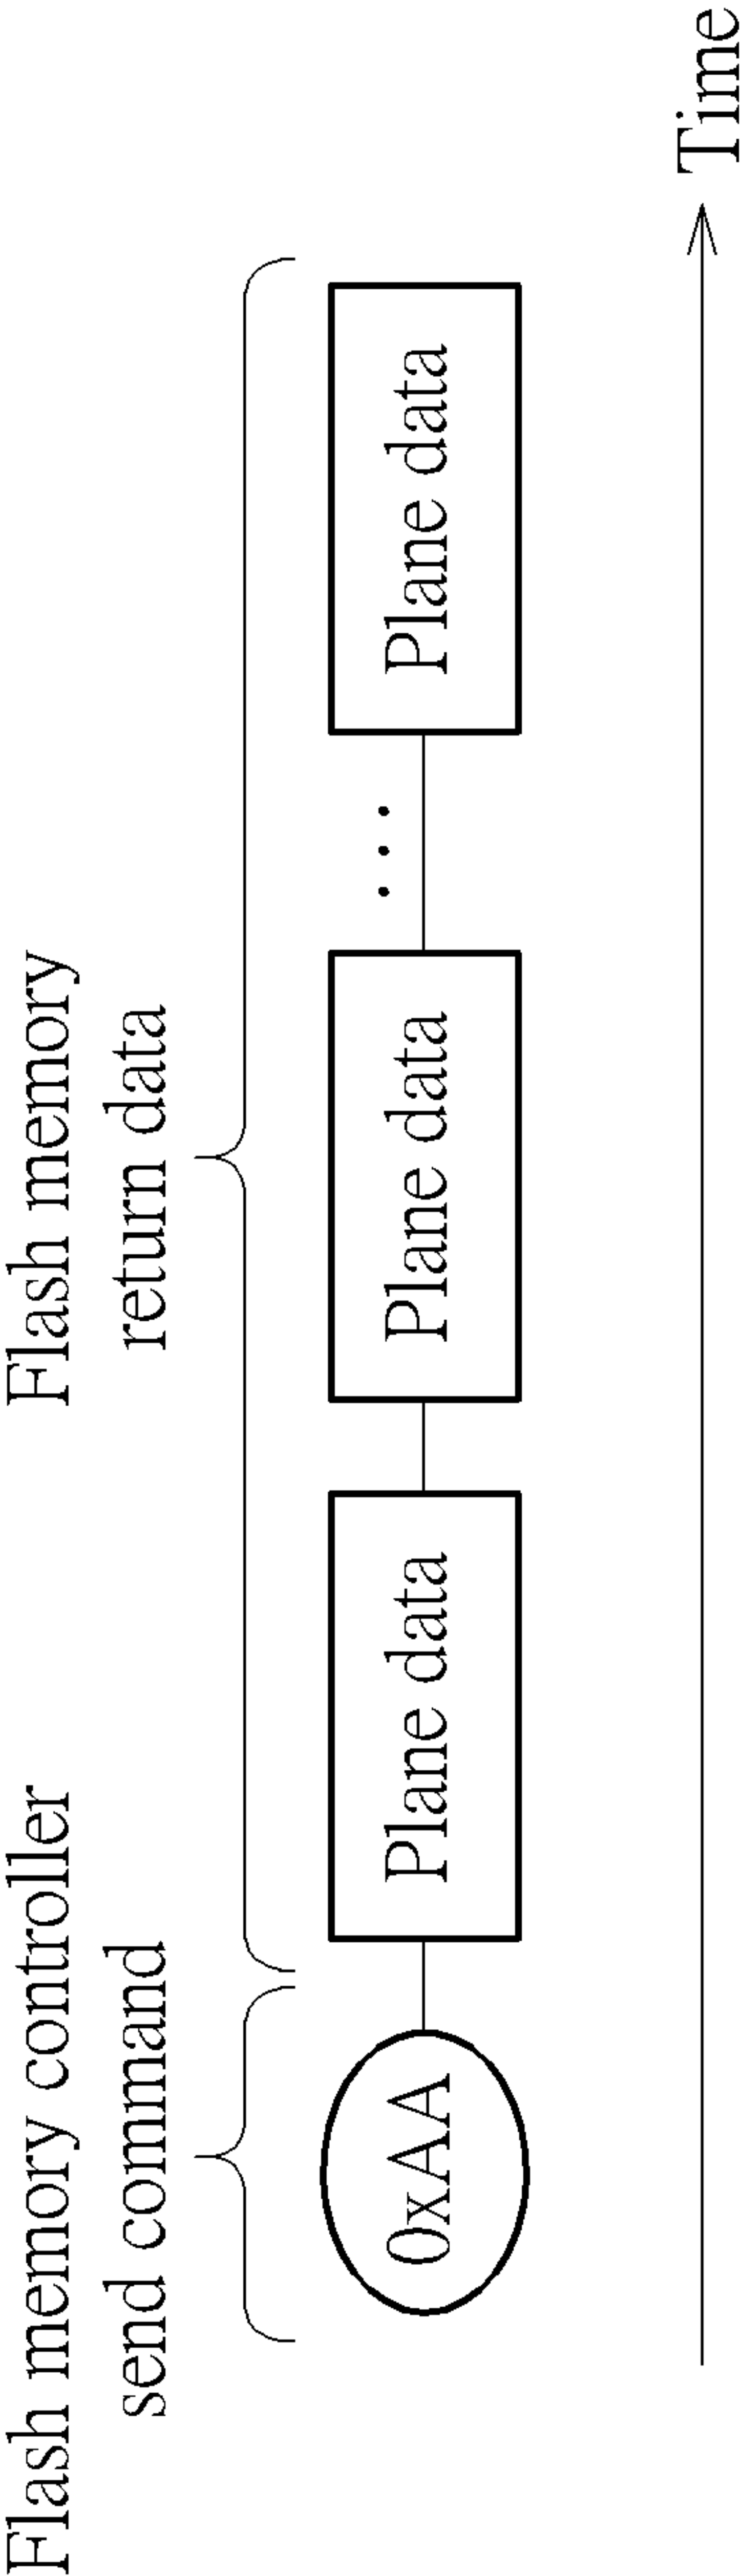 Flash memory controller
send command
Flash memory
return data
0xAA
Plane data
Plane data
...
Plane data
Time